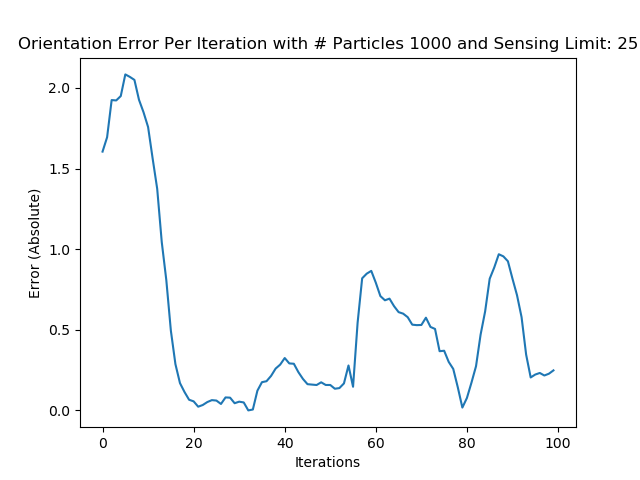 Orientation Error Per Iteration with # Particles 1000 and Sensing Limit: 25
2.0
1.5
1.0
0.5
0.0
Error (Absolute)
0 20 40 60 80 100
Iterations